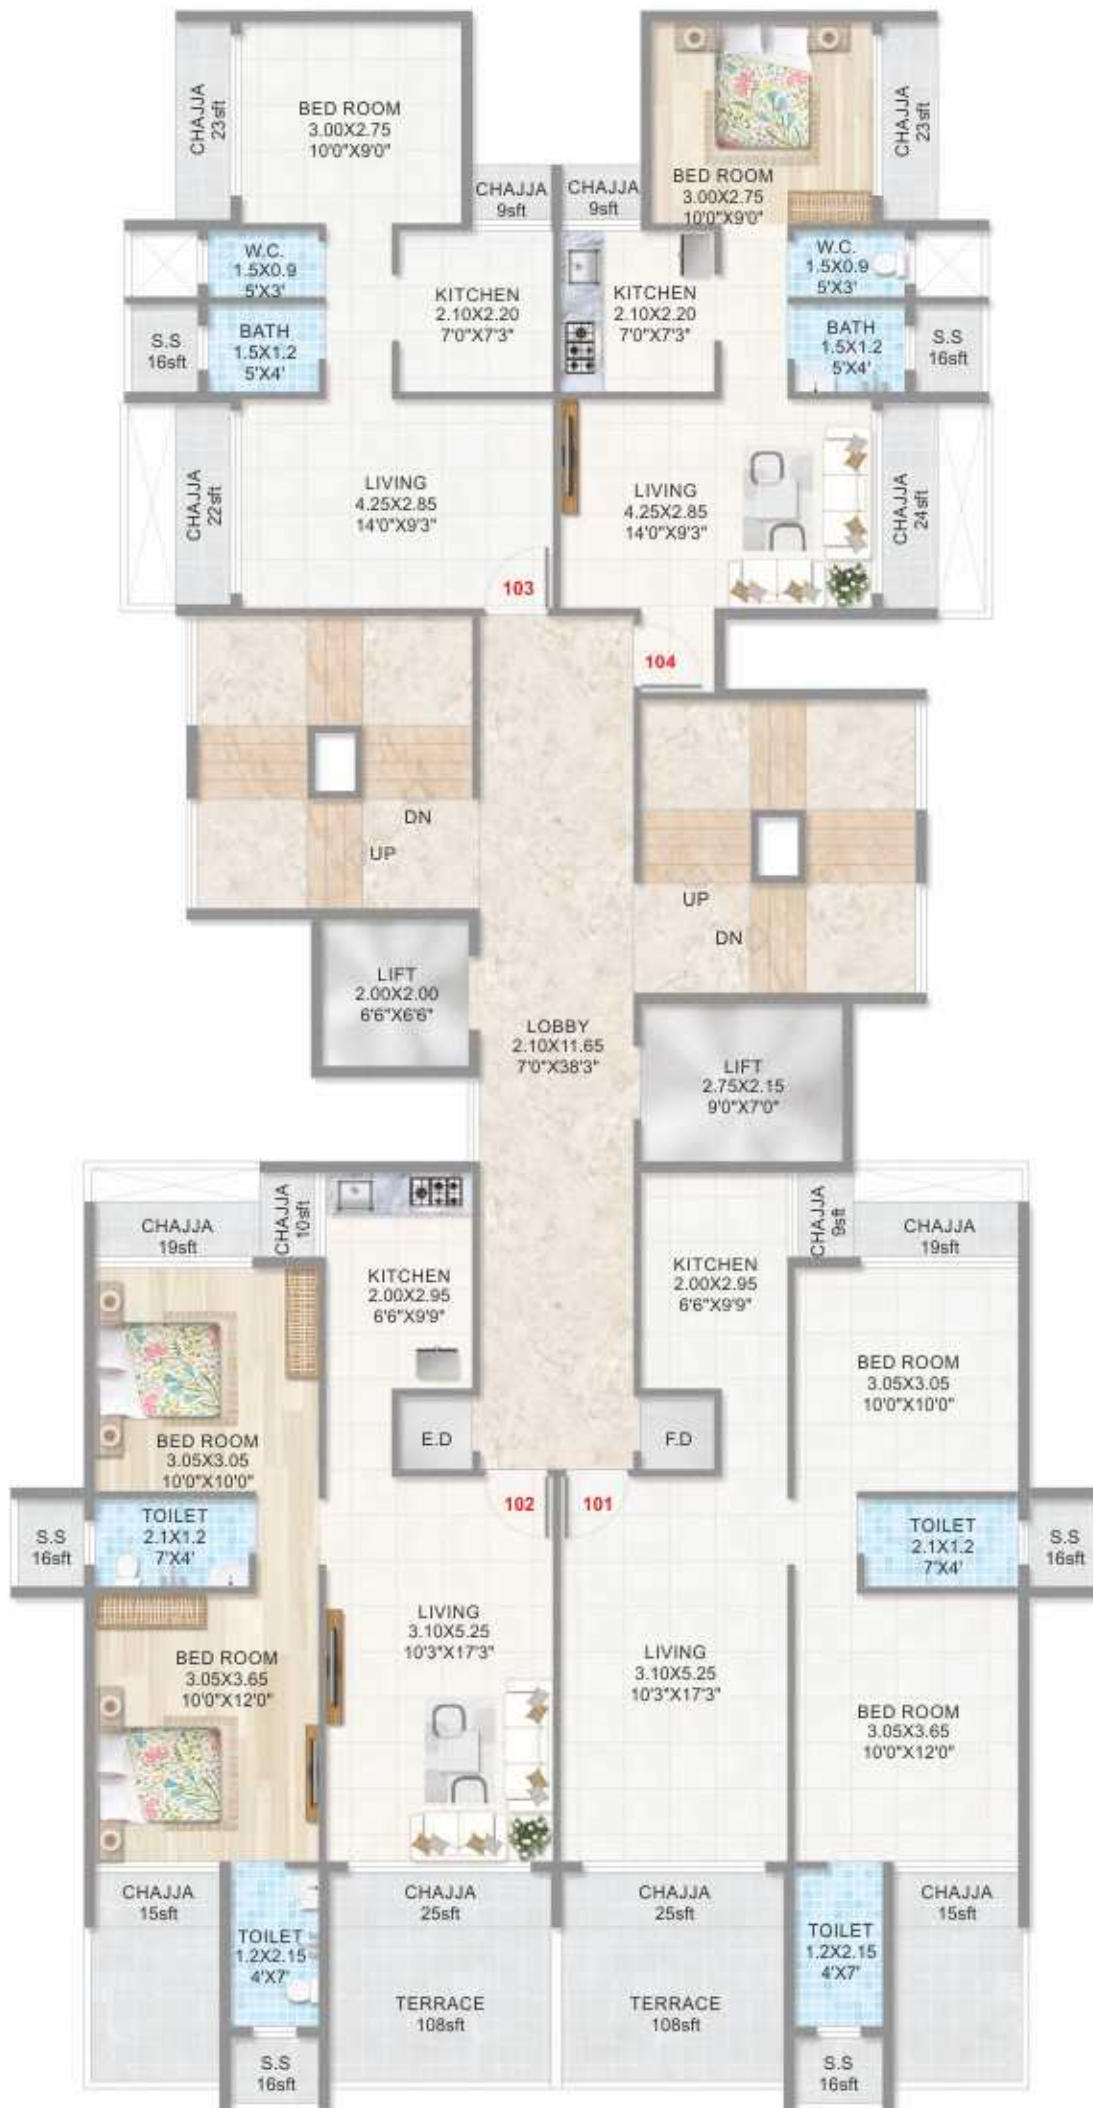 CHAJJA
23sft
BED ROOM
3.00X2.75
10'0"X9'0"
BED ROOM
3.00X2.75
10'0"X9'0"
CHAJJA
23sft
CHAJJA
9sft
CHAJJA
9sft
W.C.
1.5X0.9
5'X3'
KITCHEN
2.10X2.20
7'0"X7'3"
KITCHEN
2.10X2.20
7'0"X7'3"
W.C.
1.5X0.9
5'X3'
S.S
16sft
BATH
1.5X1.2
5'X4'
BATH
1.5X1.2
5'X4'
S.S
16sft
CHAJJA
22sft
LIVING
4.25X2.85
14'0"X9'3"
LIVING
4.25X2.85
14'0"X9'3"
CHAJJA
24sft
103
104
DN
UP
UP
DN
LIFT
2.00X2.00
6'6"X6'6"
LOBBY
2.10X11.65
7'0"X38'3"
LIFT
2.75X2.15
9'0"X7'0"
CHAJJA
19sft
CHAJJA
10sft
KITCHEN
2.00X2.95
6'6"X9'9"
KITCHEN
2.00X2.95
6'6"X9'9"
CHAJJA
9sft
CHAJJA
19sft
BED ROOM
3.05X3.05
10'0"X10'0"
E.D
F.D
BED ROOM
3.05X3.05
10'0"X10'0"
102
101
S.S
16sft
TOILET
2.1X1.2
7'X4'
TOILET
2.1X1.2
7'X4'
S.S
16sft
BED ROOM
3.05X3.65
10'0"X12'0"
LIVING
3.10X5.25
10'3"X17'3"
LIVING
3.10X5.25
10'3"X17'3"
BED ROOM
3.05X3.65
10'0"X12'0"
CHAJJA
15sft
CHAJJA
25sft
CHAJJA
25sft
CHAJJA
15sft
TOILET
1.2X2.15
4'X7'
TOILET
1.2X2.15
4'X7'
TERRACE
108sft
TERRACE
108sft
S.S
16sft
S.S
16sft